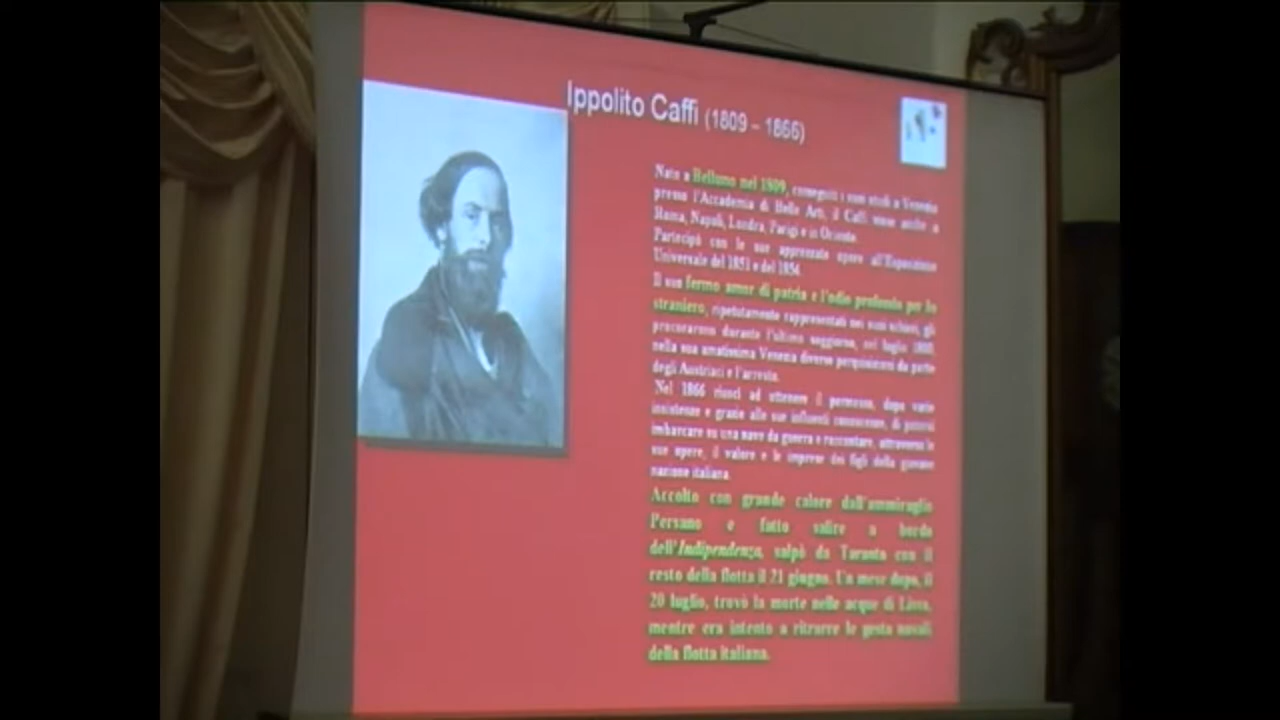 Ippolito Caffi (1809 – 1866)
Nato a Belluno nel 1809, conseguiti i suoi studi a Venezia
presso l'Accademia di Belle Arti, il Caffi visse anche a
Roma, Napoli, Londra, Parigi e in Oriente.
Partecipò con le sue apprezzate opere all'Esposizione
Universale del 1851 e del 1854.
Il suo fermo amor di patria e l'odio profondo per lo
straniero, ripetutamente rappresentati nei suoi schizzi, gli
procurarono durante l'ultimo soggiorno, nel luglio
nella sua amatissima Venezia diverse perquisizioni da parte
degli Austriaci e l'arresto.
Nel 1866 riuscì ad ottenere il permesso, dopo varie
insistenze e grazie alle sue influenti conoscenze, di potersi
imbarcare su una nave da guerra e raccontare, attraverso le
sue opere, il valore e le imprese dei figli della giovane
nazione italiana.
Accolto con grande calore dall'ammiraglio
Persano e fatto salire a bordo
dell'Indipendenza, salpò da Taranto con il
resto della flotta il 21 giugno. Un mese dopo, il
20 luglio, trovò la morte nelle acque di Lissa,
mentre era intento a ritrarre le gesta navali
della flotta italiana.